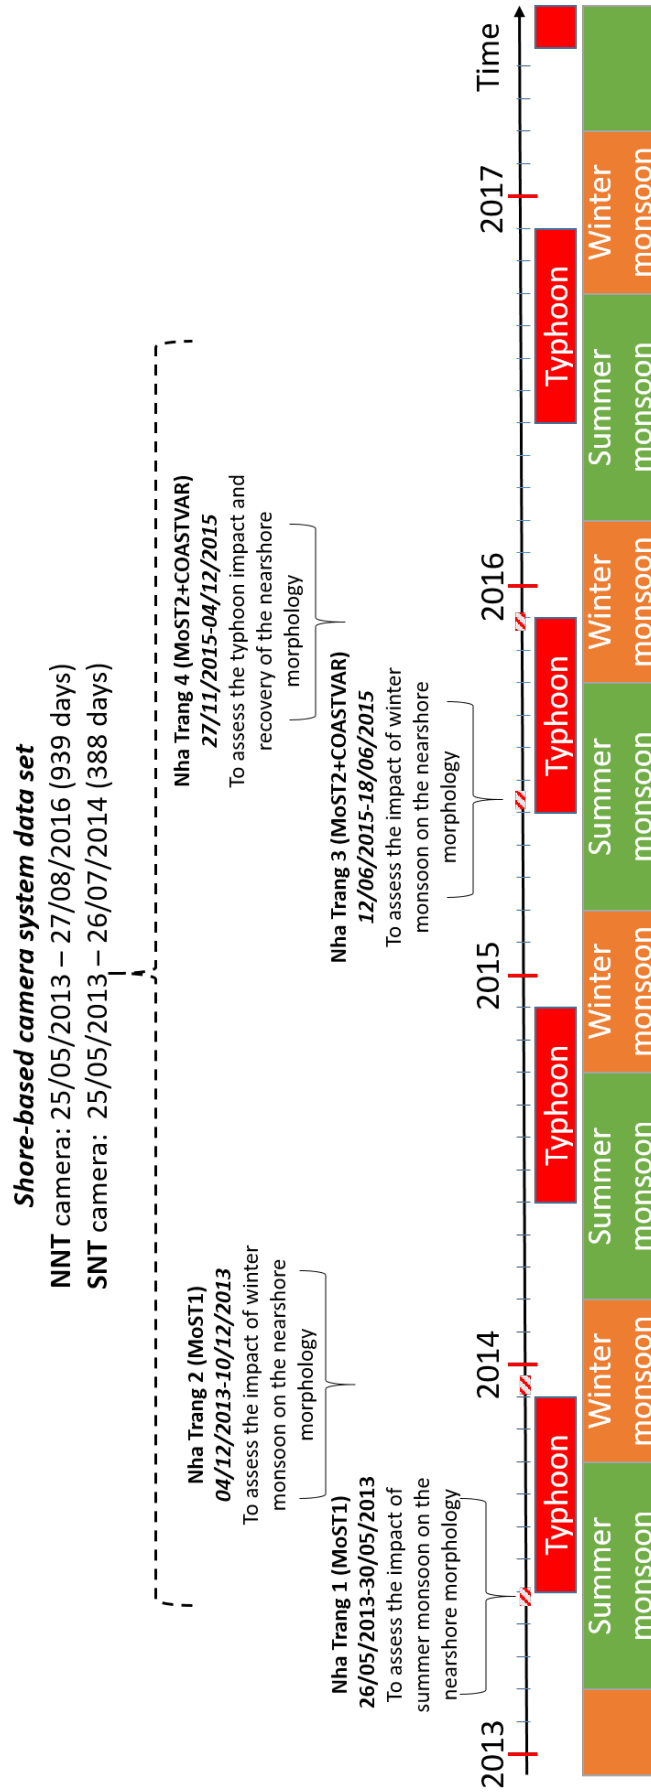 Shore-based camera system data set
NNT camera: 25/05/2013 – 27/08/2016 (939 days)
SNT camera: 25/05/2013 – 26/07/2014 (388 days)
Nha Trang 1 (MoST1)
26/05/2013-30/05/2013
To assess the impact of
summer monsoon on the
nearshore morphology
Nha Trang 2 (MoST1)
04/12/2013-10/12/2013
To assess the impact of winter
monsoon on the nearshore
morphology
Nha Trang 3 (MoST2+COASTVAR)
12/06/2015-18/06/2015
To assess the impact of winter
monsoon on the nearshore
morphology
Nha Trang 4 (MoST2+COASTVAR)
27/11/2015-04/12/2015
To assess the typhoon impact and
recovery of the nearshore
morphology
2013
2014
2015
2016
2017
Time
Typhoon
Typhoon
Typhoon
Typhoon
Summer
monsoon
Winter
monsoon
Summer
monsoon
Winter
monsoon
Summer
monsoon
Winter
monsoon
Summer
monsoon
Winter
monsoon